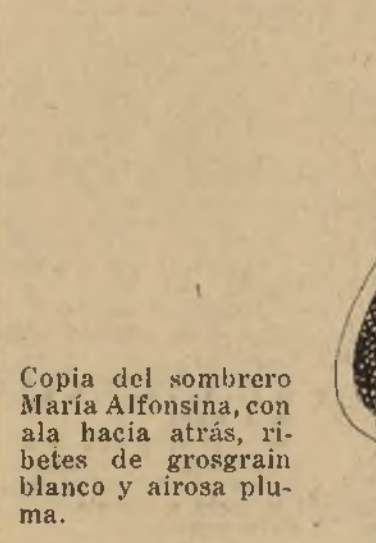 Copia del sombrero
María Alfonsina, con
ala hacia atrás, ri-
betes de grosgrain
blanco y airosa plu-
ma.